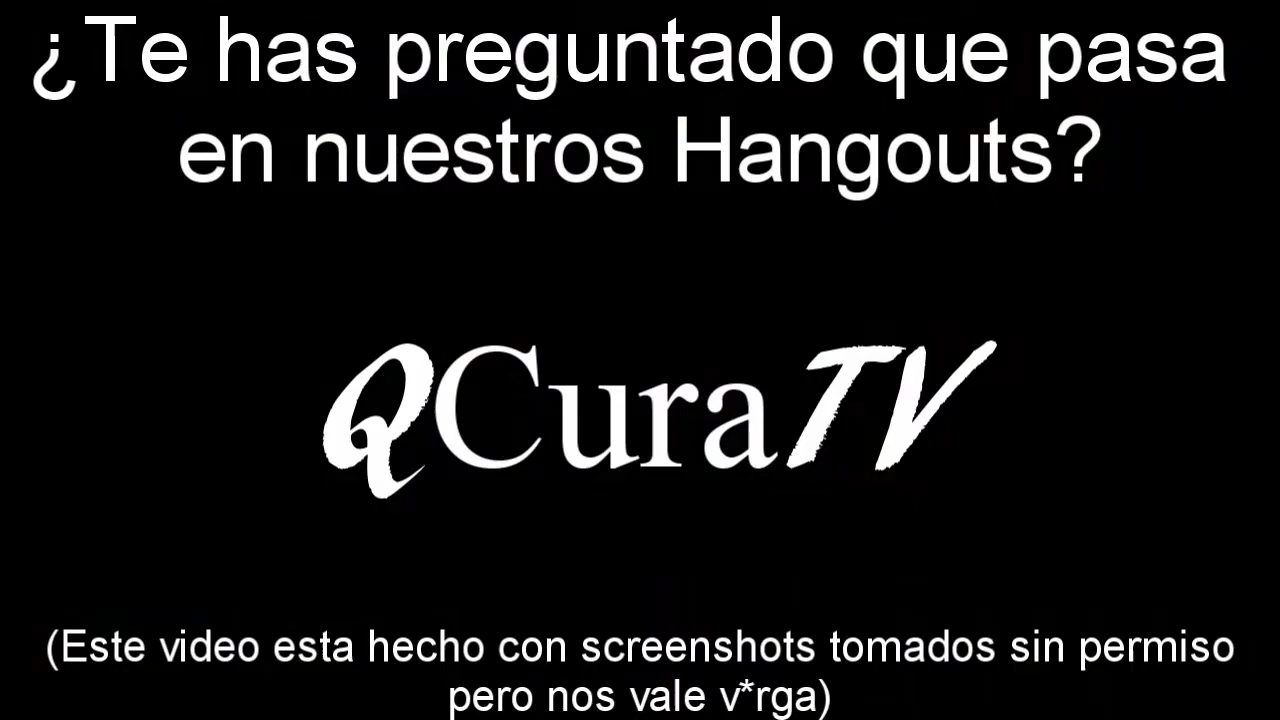 ¿Te has preguntado que pasa
en nuestros Hangouts?
QCuraTV
(Este video esta hecho con screenshots tomados sin permiso
pero nos vale v*rga)